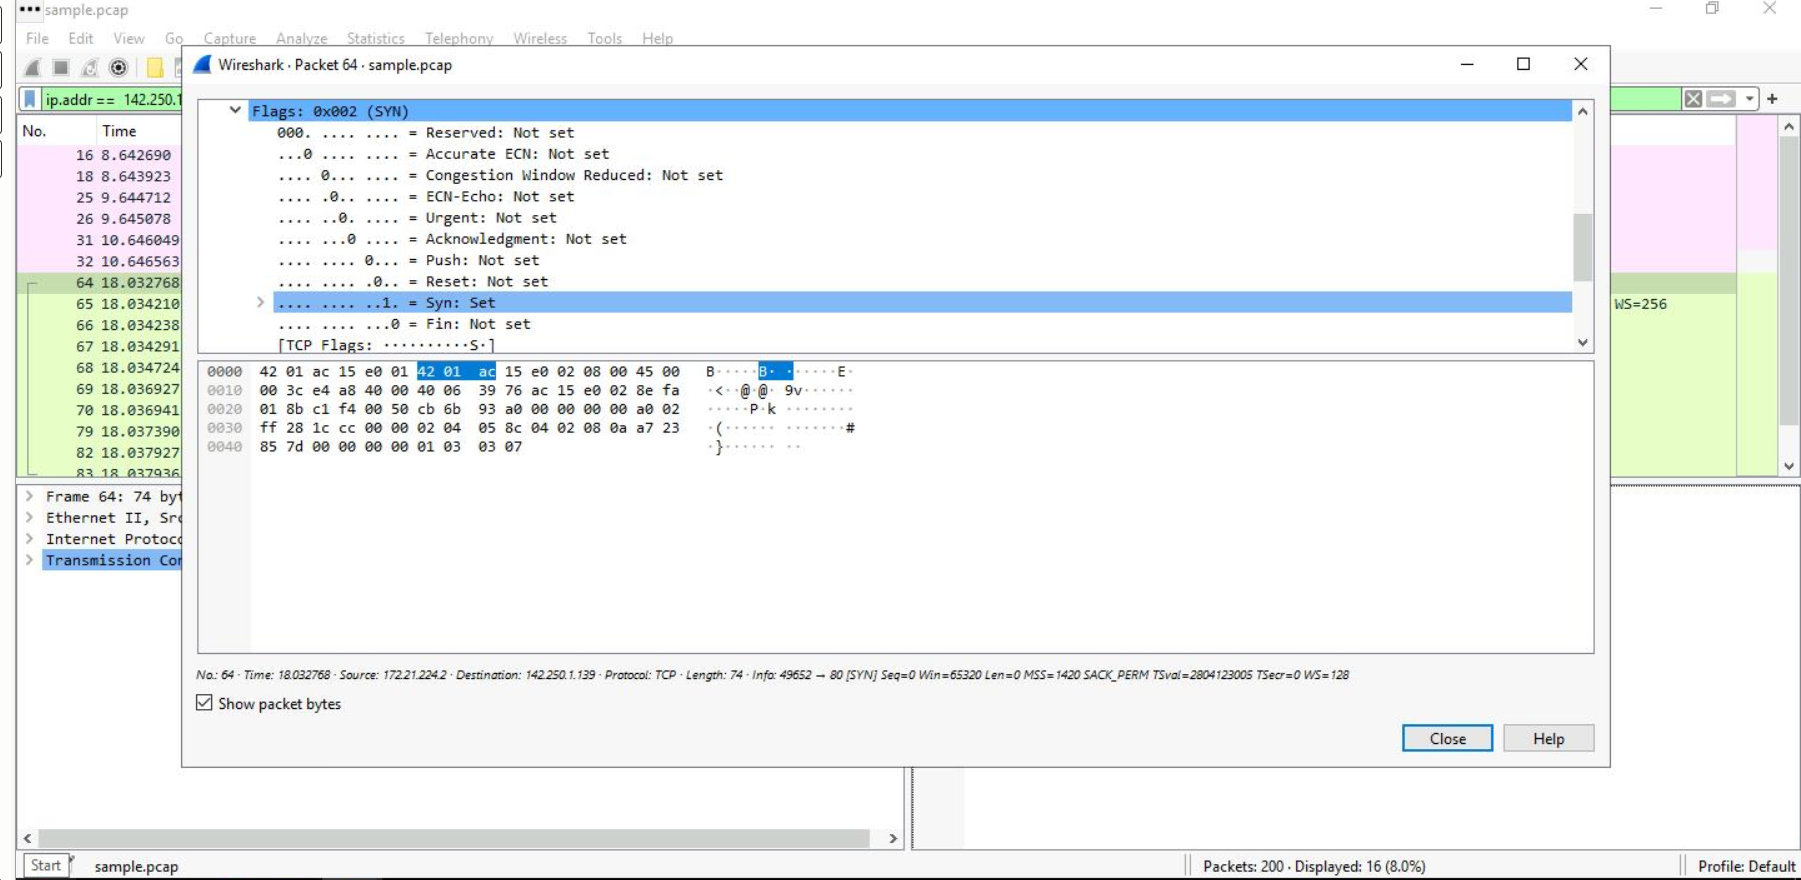 ••• sample.pcap
File Edit View Go Capture Analyze Statistics Telephony Wireless Tools Help
Wireshark · Packet 64 · sample.pcap
ip.addr == 142.250.1
No. Time
16 8.642690
18 8.643923
25 9.644712
26 9.645078
31 10.646049
32 10.646563
64 18.032768
65 18.034210 WS=256
66 18.034238
67 18.034291
68 18.034724
69 18.036927
70 18.036941
79 18.037390
82 18.037927
83 18.037936
Flags: 0x002 (SYN)
000. .... .... = Reserved: Not set
...0 .... .... = Accurate ECN: Not set
.... 0... .... = Congestion Window Reduced: Not set
.... .0.. .... = ECN-Echo: Not set
.... ..0. .... = Urgent: Not set
.... ...0 .... = Acknowledgment: Not set
.... .... 0... = Push: Not set
.... .... .0.. = Reset: Not set
.... .... ..1. = Syn: Set
.... .... ...0 = Fin: Not set
[TCP Flags: ··········S·]
0000 42 01 ac 15 e0 01 42 01 ac 15 e0 02 08 00 45 00 B·····B· ······E·
0010 00 3c e4 a8 40 00 40 06 39 76 ac 15 e0 02 8e fa ·<··@·@· 9v······
0020 01 8b c1 f4 00 50 cb 6b 93 a0 00 00 00 00 a0 02 ·····P·k ········
0030 ff 28 1c cc 00 00 02 04 05 8c 04 02 08 0a a7 23 ·(······ ·······#
0040 85 7d 00 00 00 00 01 03 03 07 ·}······ ··
No.: 64 · Time: 18.032768 · Source: 172.21.224.2 · Destination: 142.250.1.139 · Protocol: TCP · Length: 74 · Info: 49652 → 80 [SYN] Seq=0 Win=65320 Len=0 MSS=1420 SACK_PERM TSval=2804123005 TSecr=0 WS=128
Show packet bytes
Close Help
Frame 64: 74 byt
Ethernet II, Src
Internet Protoco
Transmission Con
Start sample.pcap Packets: 200 · Displayed: 16 (8.0%) Profile: Default